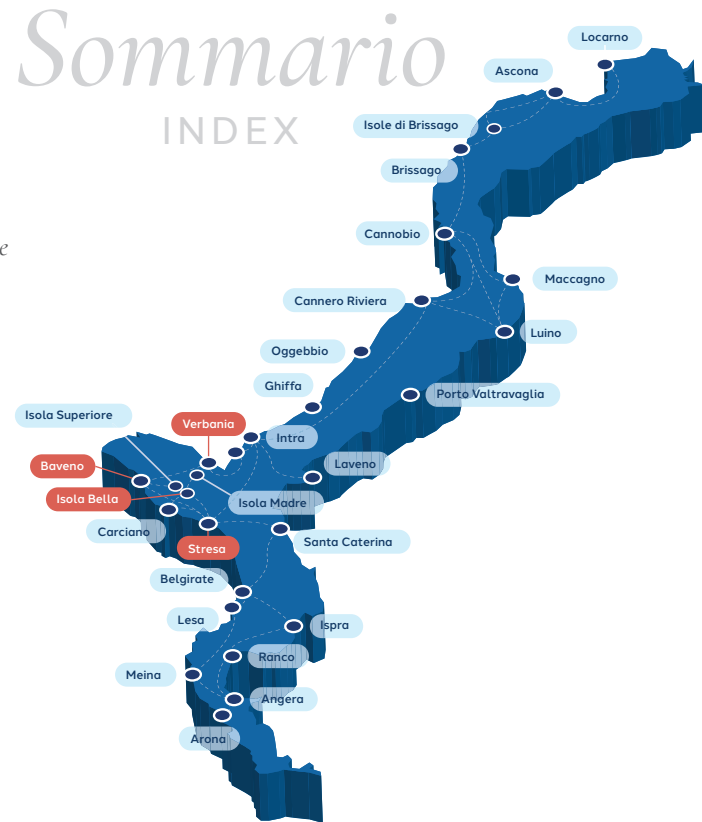 Sommario
INDEX
e
Locarno
Ascona
Isole di Brissago
Brissago
Cannobio
Maccagno
Cannero Riviera
Luino
Oggebbio
Ghiffa
Porto Valtravaglia
Isola Superiore
Verbania
Intra
Baveno
Laveno
Isola Bella
Isola Madre
Carciano
Santa Caterina
Stresa
Belgirate
Lesa
Ispra
Ranco
Meina
Angera
Arona